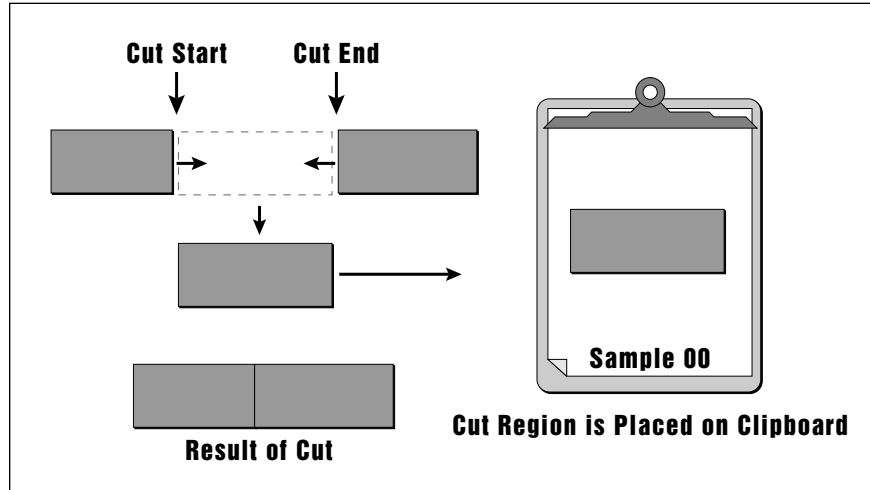 Cut Start
Cut End
Sample 00
Cut Region is Placed on Clipboard
Result of Cut